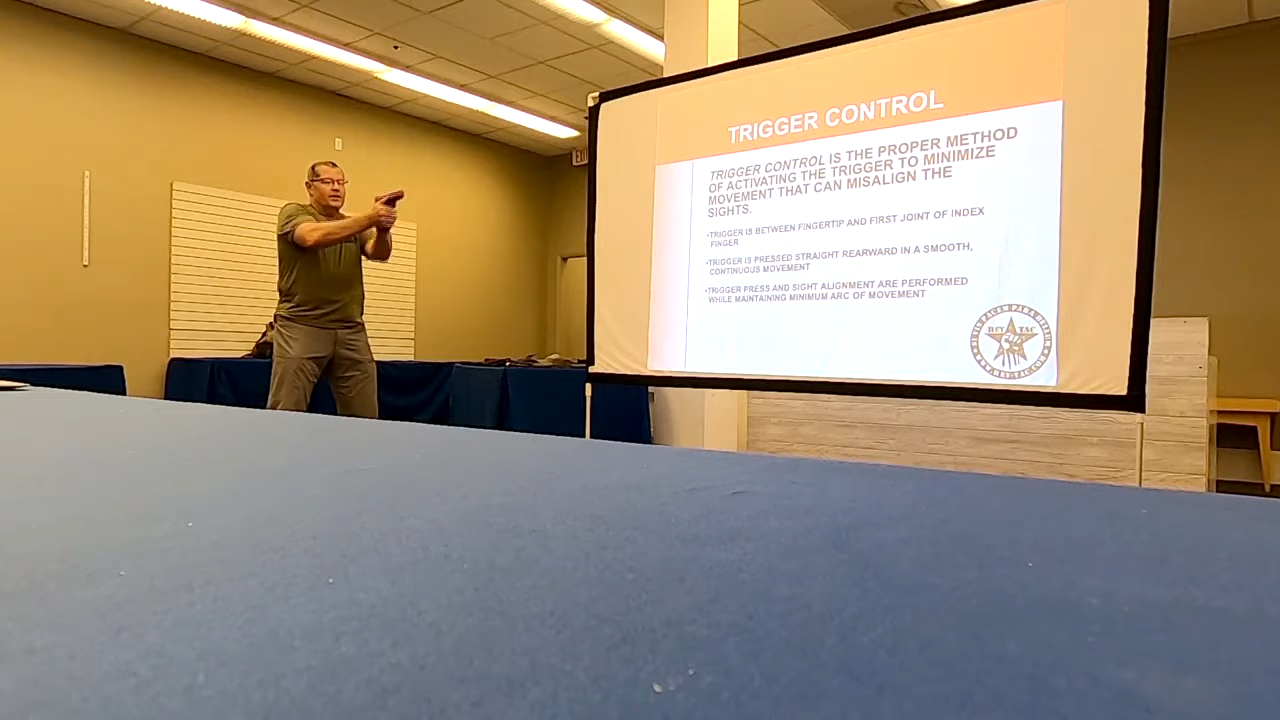 TRIGGER CONTROL
TRIGGER CONTROL IS THE PROPER METHOD
OF ACTIVATING THE TRIGGER TO MINIMIZE
MOVEMENT THAT CAN MISALIGN THE
SIGHTS.
•TRIGGER IS BETWEEN FINGERTIP AND FIRST JOINT OF INDEX
FINGER
•TRIGGER IS PRESSED STRAIGHT REARWARD IN A SMOOTH,
CONTINUOUS MOVEMENT
•TRIGGER PRESS AND SIGHT ALIGNMENT ARE PERFORMED
WHILE MAINTAINING MINIMUM ARC OF MOVEMENT
TAC